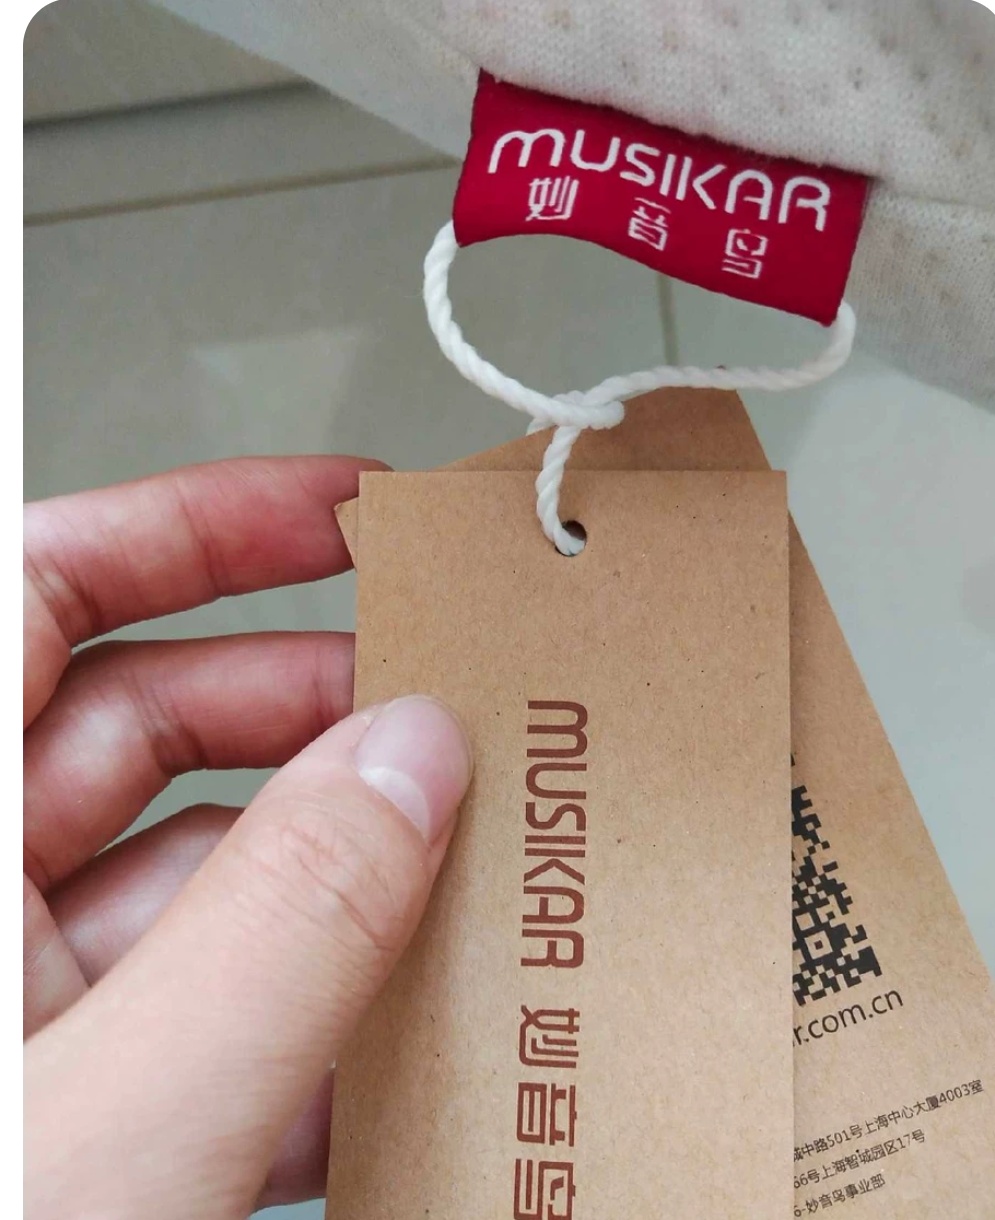 MUSIKAR
妙音鸟
MUSIKAR 妙音鸟
r.com.cn
城中路501号上海中心大厦4003室
66号上海智城园区17号
6-妙音鸟事业部